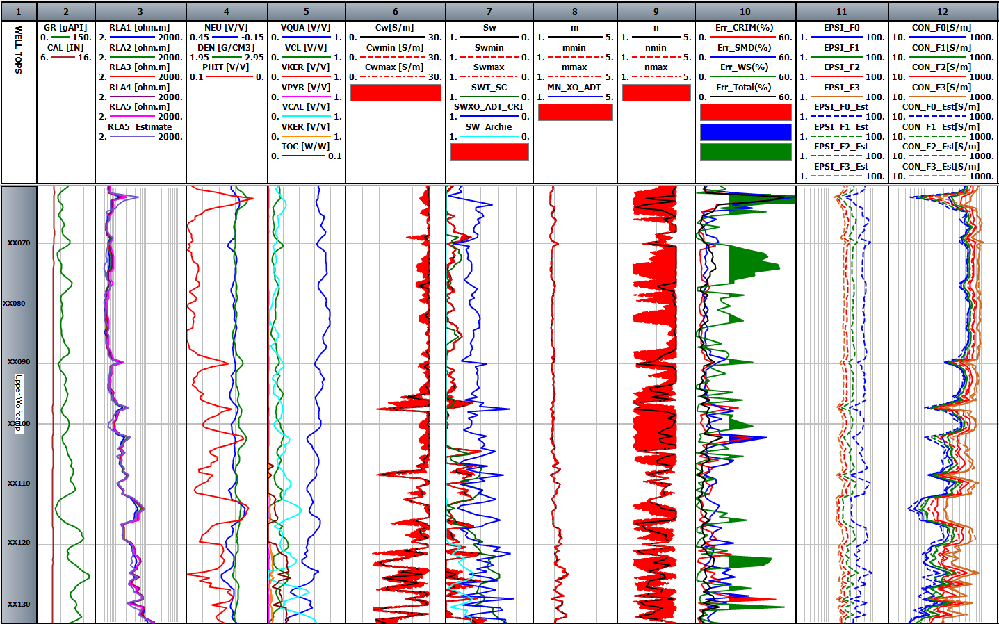 1 2 3 4 5 6 7 8 9 10 11 12
WELL TOPS
GR [gAPI]
0. 150.
CAL [IN]
6. 16.
RLA1 [ohm.m]
2. 2000.
RLA2 [ohm.m]
2. 2000.
RLA3 [ohm.m]
2. 2000.
RLA4 [ohm.m]
2. 2000.
RLA5 [ohm.m]
2. 2000.
RLA5_Estimate
2. 2000.
NEU [V/V]
0.45 -0.15
DEN [G/CM3]
1.95 2.95
PHIT [V/V]
0.1 0.
VQUA [V/V]
0. 1.
VCL [V/V]
0. 1.
VKER [V/V]
0. 1.
VPYR [V/V]
0. 1.
VCAL [V/V]
0. 1.
VKER [V/V]
0. 1.
TOC [W/W]
0. 0.1
Cw[S/m]
0. 30.
Cwmin [S/m]
0. 30.
Cwmax [S/m]
0. 30.
Sw
1. 0.
Swmin
1. 0.
Swmax
1. 0.
SWT_SC
1. 0.
SWXO_ADT_CRI
1. 0.
SW_Archie
1. 0.
m
1. 5.
mmin
1. 5.
mmax
1. 5.
MN_XO_ADT
1. 5.
n
1. 5.
nmin
1. 5.
nmax
1. 5.
Err_CRIM(%)
0. 60.
Err_SMD(%)
0. 60.
Err_WS(%)
0. 60.
Err_Total(%)
0. 60.
EPSI_F0
1. 100.
EPSI_F1
1. 100.
EPSI_F2
1. 100.
EPSI_F3
1. 100.
EPSI_F0_Est
1. 100.
EPSI_F1_Est
1. 100.
EPSI_F2_Est
1. 100.
EPSI_F3_Est
1. 100.
CON_F0[S/m]
10. 1000.
CON_F1[S/m]
10. 1000.
CON_F2[S/m]
10. 1000.
CON_F3[S/m]
10. 1000.
CON_F0_Est[S/m]
10. 1000.
CON_F1_Est[S/m]
10. 1000.
CON_F2_Est[S/m]
10. 1000.
CON_F3_Est[S/m]
10. 1000.
XX070
XX080
XX090
Upper Wolfcamp
XX100
XX110
XX120
XX130